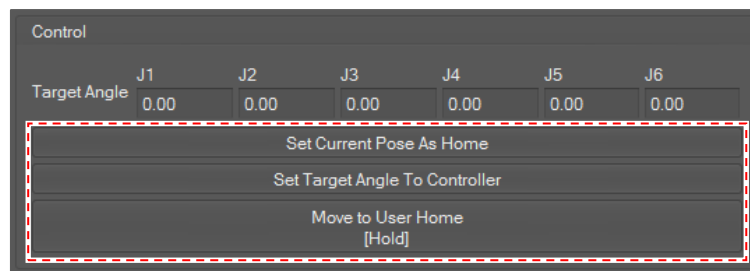 Control
J1 J2 J3 J4 J5 J6
Target Angle 0.00 0.00 0.00 0.00 0.00 0.00
Set Current Pose As Home
Set Target Angle To Controller
Move to User Home
[Hold]